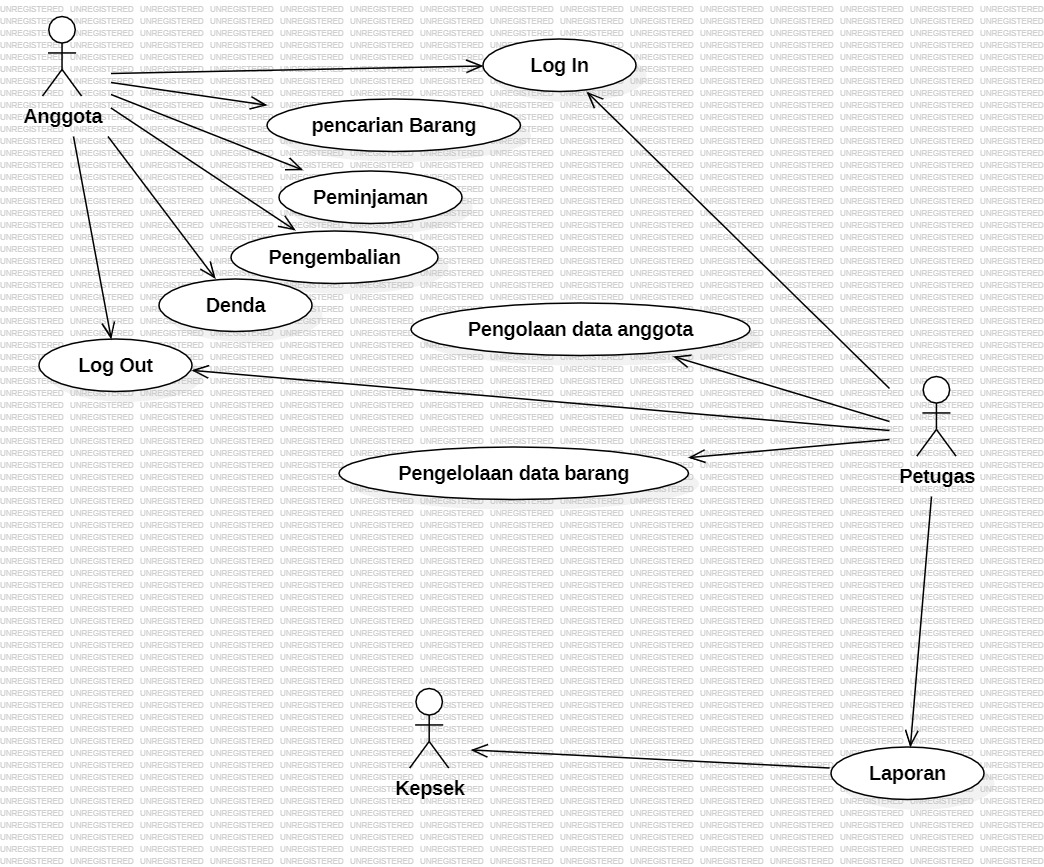 Log In
Anggota
pencarian Barang
Peminjaman
Pengembalian
Denda
Pengolaan data anggota
Log Out
Pengelolaan data barang
Petugas
Laporan
Kepsek
UNREGISTERED